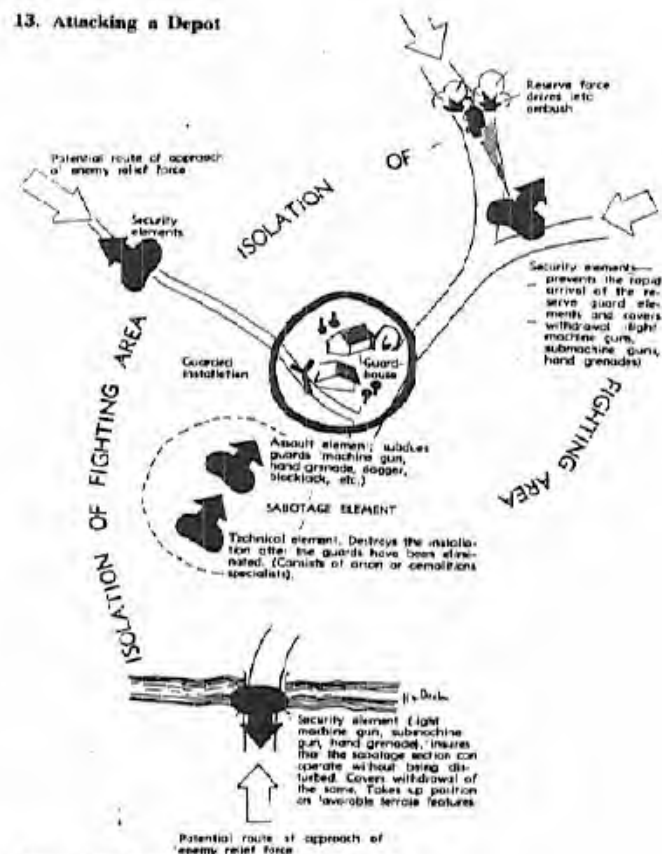 13. Attacking a Depot
Reserve force
drives into
ambush
Potential route of approach
of enemy relief force
Security
elements
ISOLATION OF
FIGHTING AREA
Security elements—
prevents the rapid
arrival of the re-
serve guard ele-
ments and covers
withdrawal (light
machine gun,
submachine guns,
hand grenades)
Guarded
installation
Guard-
house
Assault element; subdues
guards (machine gun,
hand grenade, dagger,
blackjack, etc.)
SABOTAGE ELEMENT
Technical element. Destroys the installa-
tion after the guards have been elimi-
nated. (Consists of arson or demolitions
specialists).
ISOLATION OF FIGHTING AREA
Security element (light
machine gun, submachine
gun, hand grenade), insures
that the sabotage section can
operate without being dis-
turbed. Covers withdrawal of
the same. Takes up position
on favorable terrain features
Potential route of approach of
enemy relief force